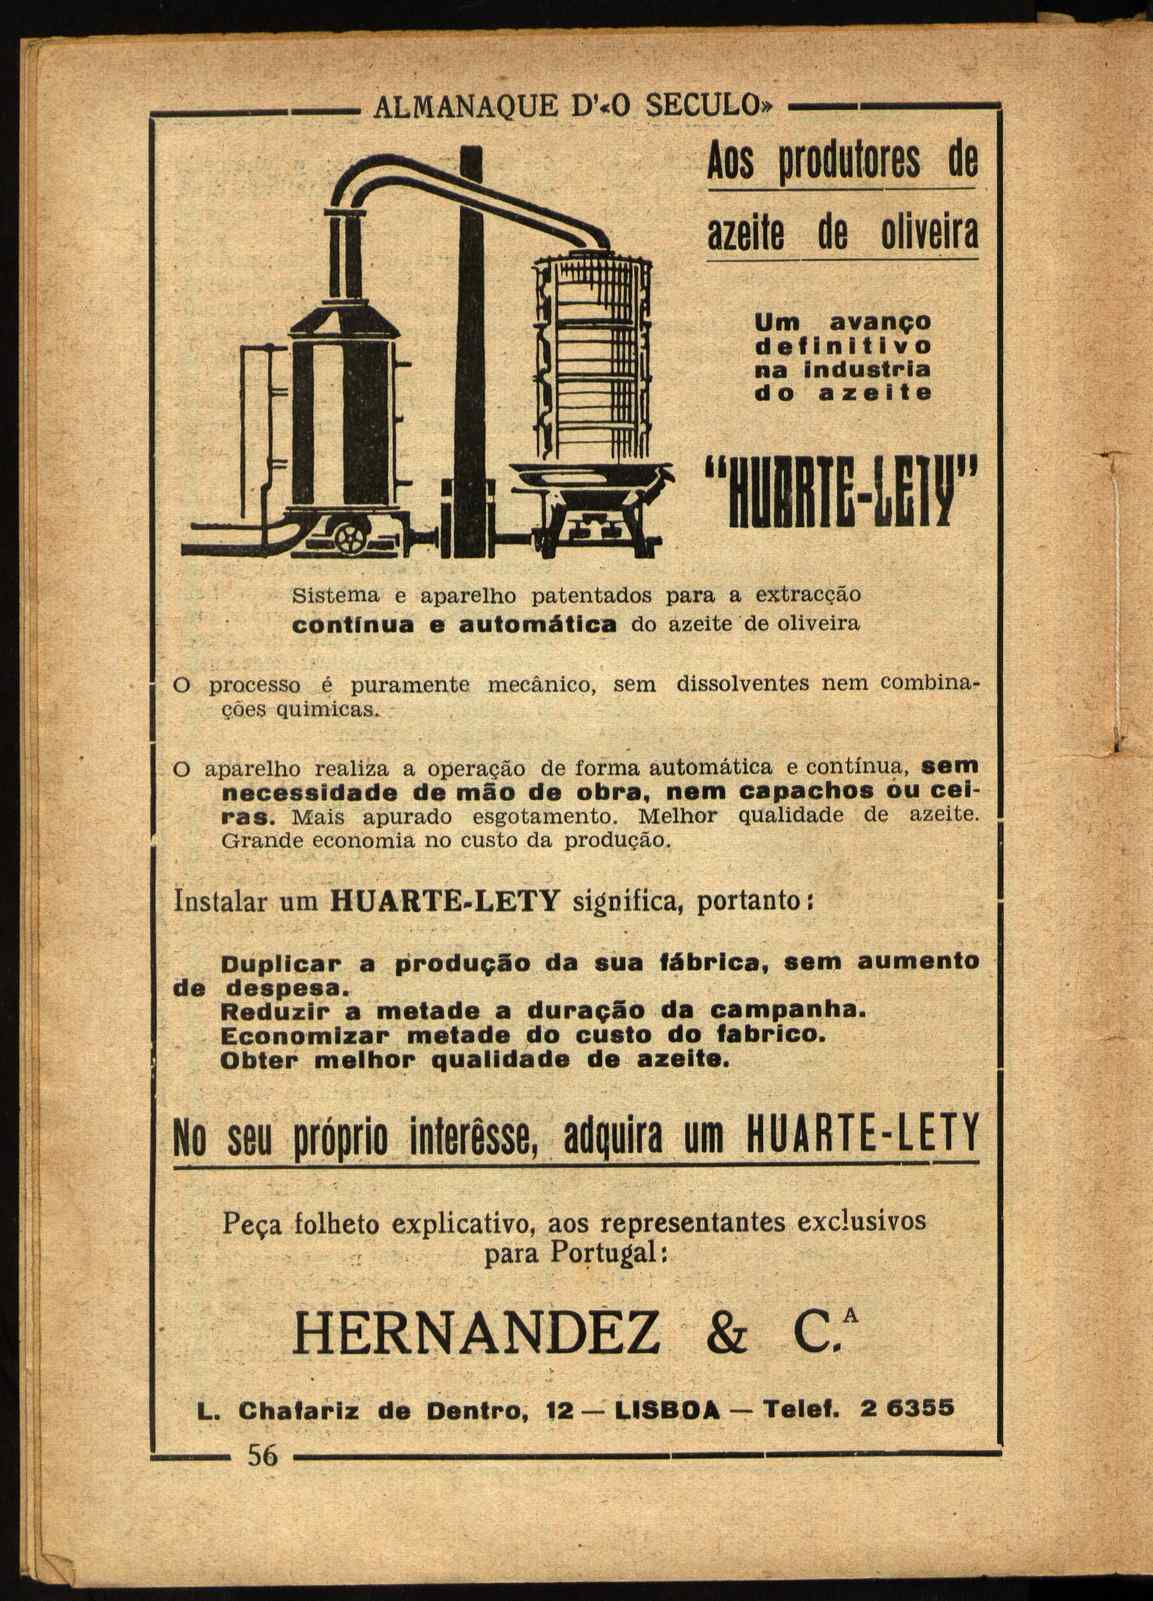 ALMANAQUE D'«O SECULO»
Aos produtores de
azeite de oliveira
Um avanço
definitivo
na industria
do azeite
"HUARTE-LETY"
Sistema e aparelho patentados para a extracção
contínua e automática do azeite de oliveira
O processo é puramente mecânico, sem dissolventes nem combina-
ções quimicas.
O aparelho realiza a operação de forma automática e contínua, sem
necessidade de mão de obra, nem capachos ou cei-
ras. Mais apurado esgotamento. Melhor qualidade de azeite.
Grande economia no custo da produção.
Instalar um HUARTE-LETY significa, portanto:
Duplicar a produção da sua fábrica, sem aumento
de despesa.
Reduzir a metade a duração da campanha.
Economizar metade do custo do fabrico.
Obter melhor qualidade de azeite.
No seu próprio interêsse, adquira um HUARTE-LETY
Peça folheto explicativo, aos representantes exclusivos
para Portugal:
HERNANDEZ & C.ᴬ
L. Chafariz de Dentro, 12 — LISBOA — Telef. 2 6355
56